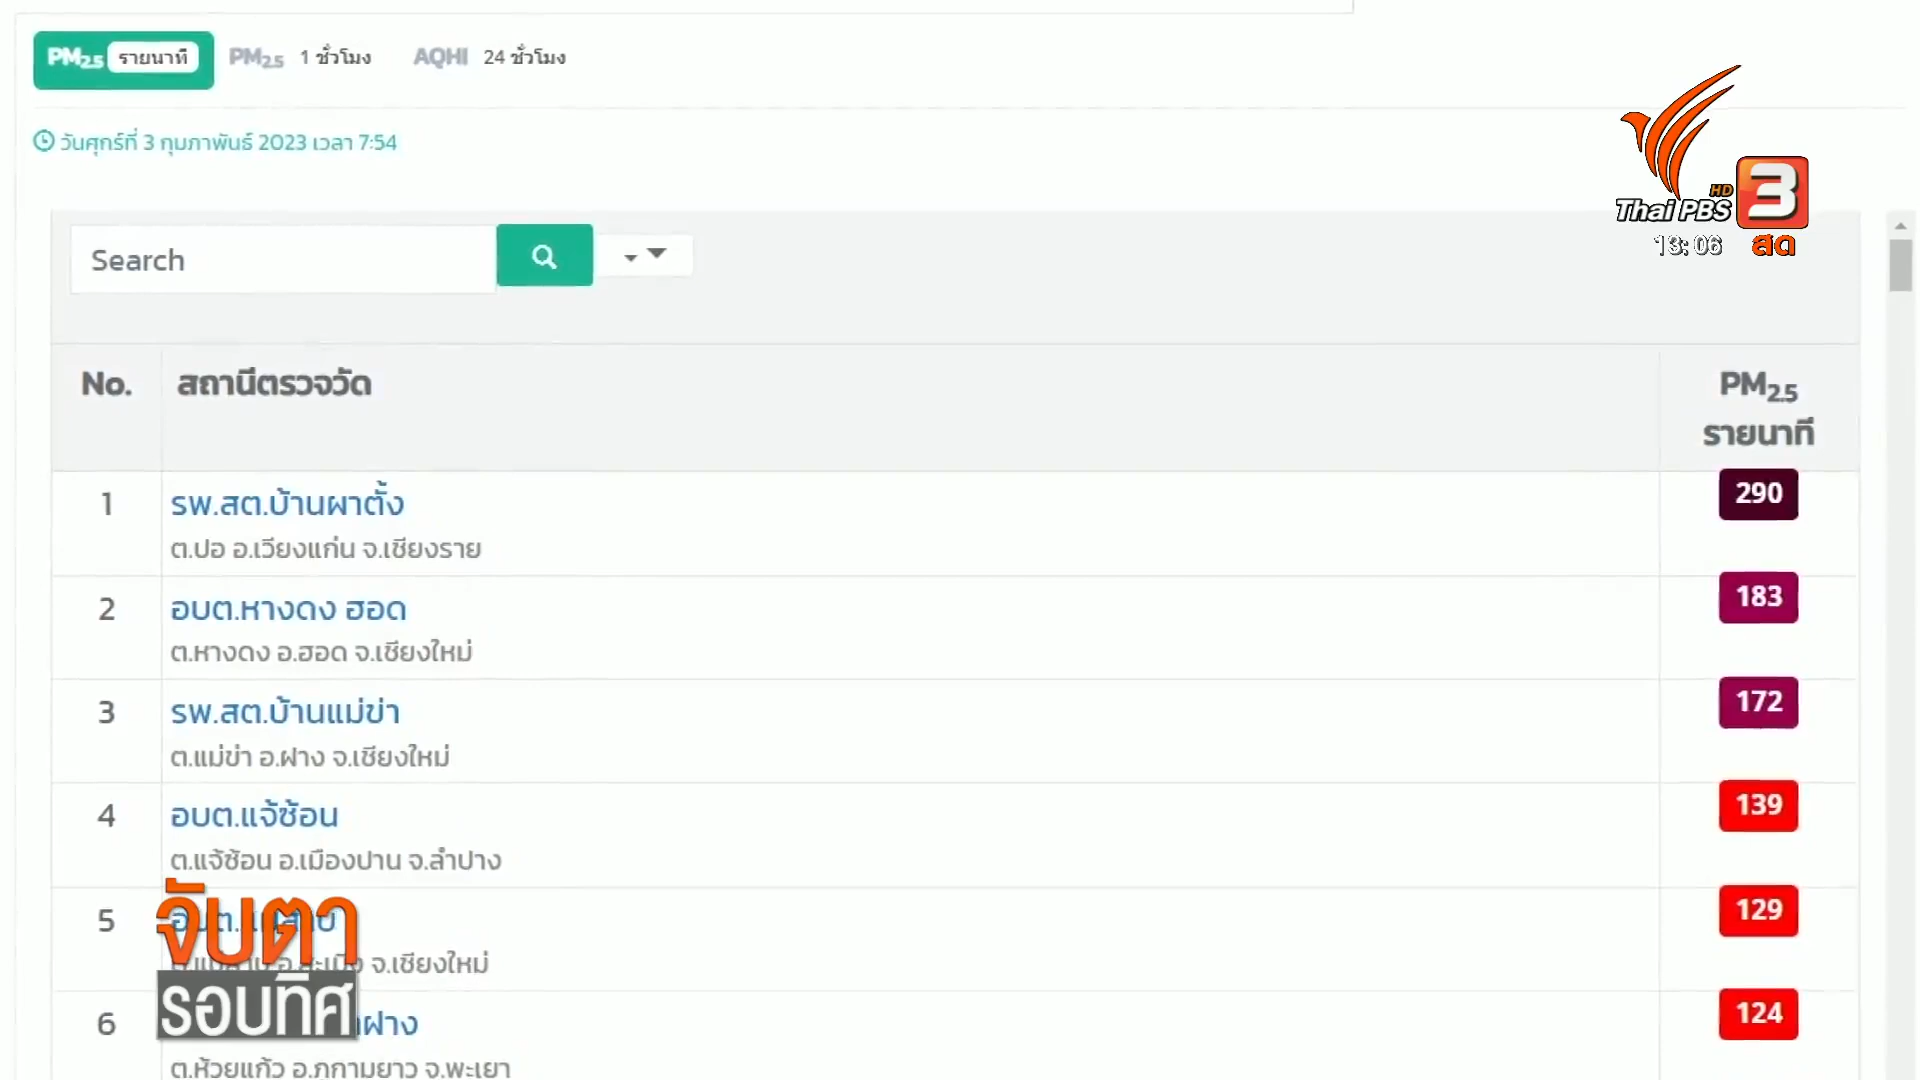 PM2.5 รายนาที PM2.5 1 ชั่วโมง AQHI 24 ชั่วโมง
วันศุกร์ที่ 3 กุมภาพันธ์ 2023 เวลา 7:54
Thai PBS HD 3
13:06 สด
Search
No. สถานีตรวจวัด PM2.5
รายนาที
1 รพ.สต.บ้านผาตั้ง 290
ต.ปอ อ.เวียงแก่น จ.เชียงราย
2 อบต.หางดง ฮอด 183
ต.หางดง อ.ฮอด จ.เชียงใหม่
3 รพ.สต.บ้านแม่ข่า 172
ต.แม่ข่า อ.ฝาง จ.เชียงใหม่
4 อบต.แจ้ซ้อน 139
ต.แจ้ซ้อน อ.เมืองปาน จ.ลำปาง
5 129
จ.เชียงใหม่
6 124
ต.ห้วยแก้ว อ.ภูกามยาว จ.พะเยา
จับตา
รอบทิศ